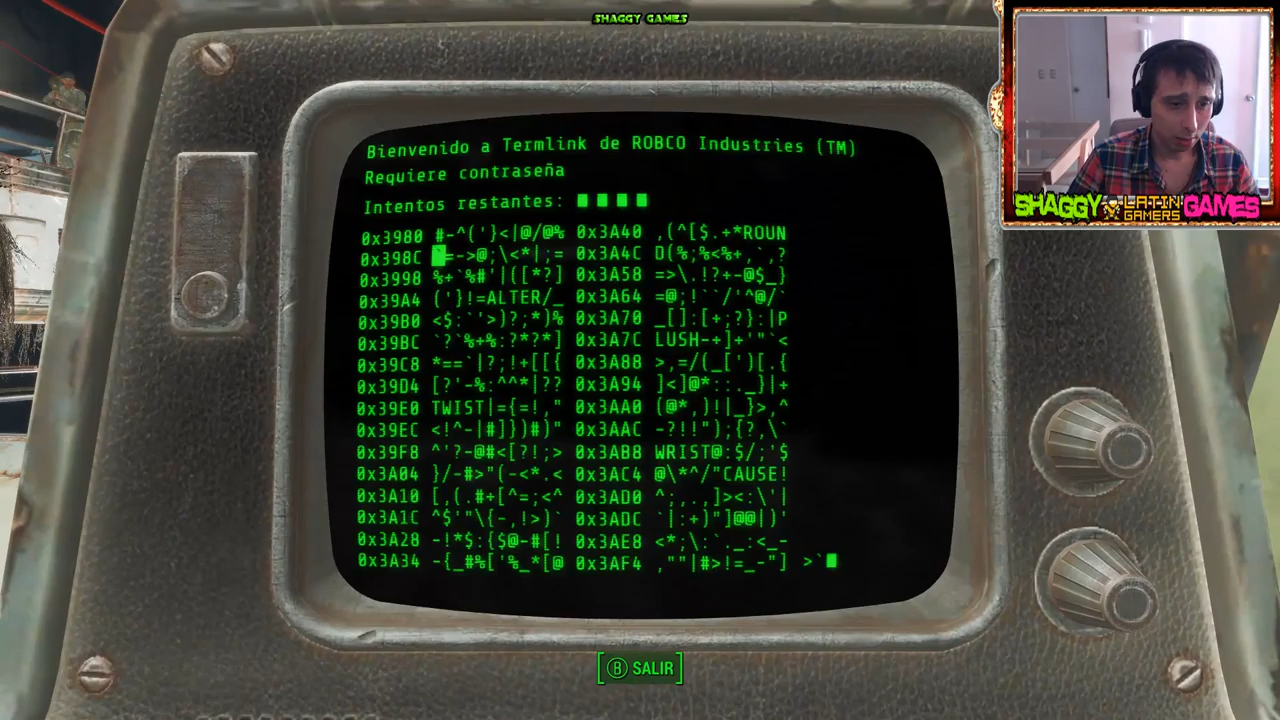 SHAGGY GAMES
Bienvenido a Termlink de ROBCO Industries (TM)
Requiere contraseña
Intentos restantes:
0x3980 #-^('}<|@/@% 0x3A40 ,(^[$.+*ROUN
0x398C `=->@;\<*|;= 0x3A4C D(%;%<%+,`,?
0x3998 %+`%#'|([*?] 0x3A58 =>\.!?+-@$_}
0x39A4 ('}!=ALTER/_ 0x3A64 =@;!``/'^@/`
0x39B0 <$:`'>)?;*)% 0x3A70 _[]:[+;?}:|P
0x39BC `?`%+%:?*?*] 0x3A7C LUSH-+]+'"`<
0x39C8 *==`|?;!+[[{ 0x3A88 >,=/(_[')[,{
0x39D4 [?'-%:^^*|?? 0x3A94 ]<]@*::._}|+
0x39E0 TWIST|={=!," 0x3AA0 (@*,)!|_}>,^
0x39EC <!^-|#]})#)" 0x3AAC -?!!");{?,\`
0x39F8 ^'?-@#<[?!;> 0x3AB8 WRIST@:$/;'$
0x3A04 }/-#>"(-<*.< 0x3AC4 @\*^/"CAUSE!
0x3A10 [,(.#+[^=;<^ 0x3AD0 ^;,.,]><:\'|
0x3A1C ^$'"\{-,!>)` 0x3ADC `|:+)"]@@|)'
0x3A28 -!*$:{$@-#[! 0x3AE8 <*;\:`._:<_-
0x3A34 -{_#%['%_*[@ 0x3AF4 ,""|#>!=_-"] >`
B SALIR
SHAGGY LATIN GAMERS GAMES